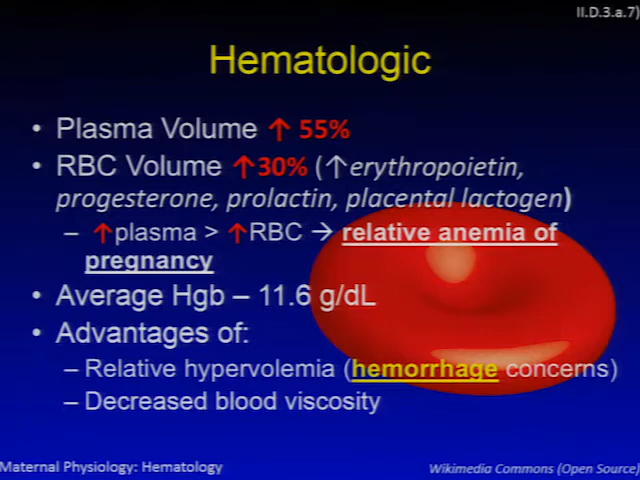 II.D.3.a.7)
Hematologic
• Plasma Volume ↑ 55%
• RBC Volume ↑30% (↑erythropoietin,
progesterone, prolactin, placental lactogen)
– ↑plasma > ↑RBC → relative anemia of
pregnancy
• Average Hgb – 11.6 g/dL
• Advantages of:
– Relative hypervolemia (hemorrhage concerns)
– Decreased blood viscosity
Maternal Physiology: Hematology
Wikimedia Commons (Open Source)